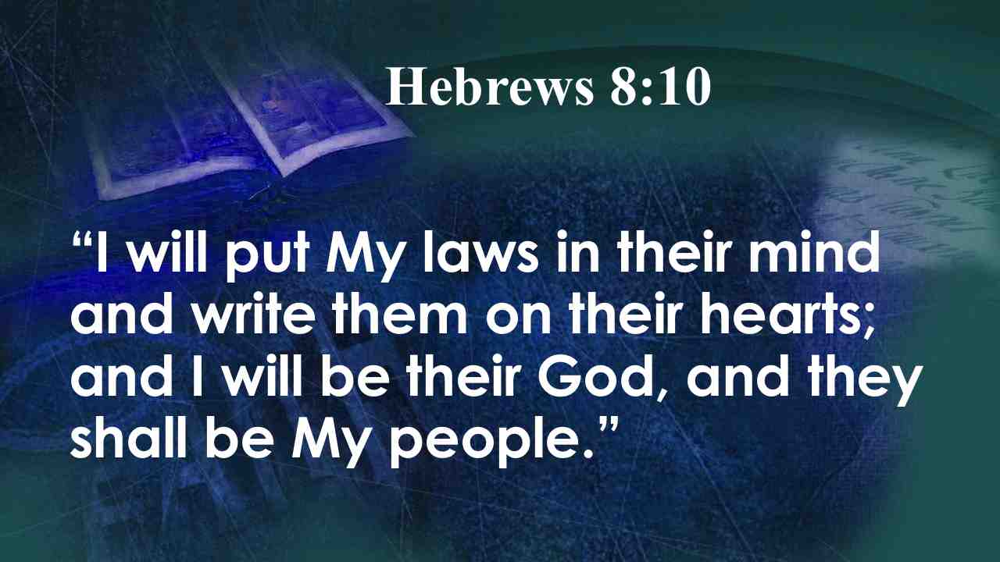 Hebrews 8:10
“I will put My laws in their mind
and write them on their hearts;
and I will be their God, and they
shall be My people.”